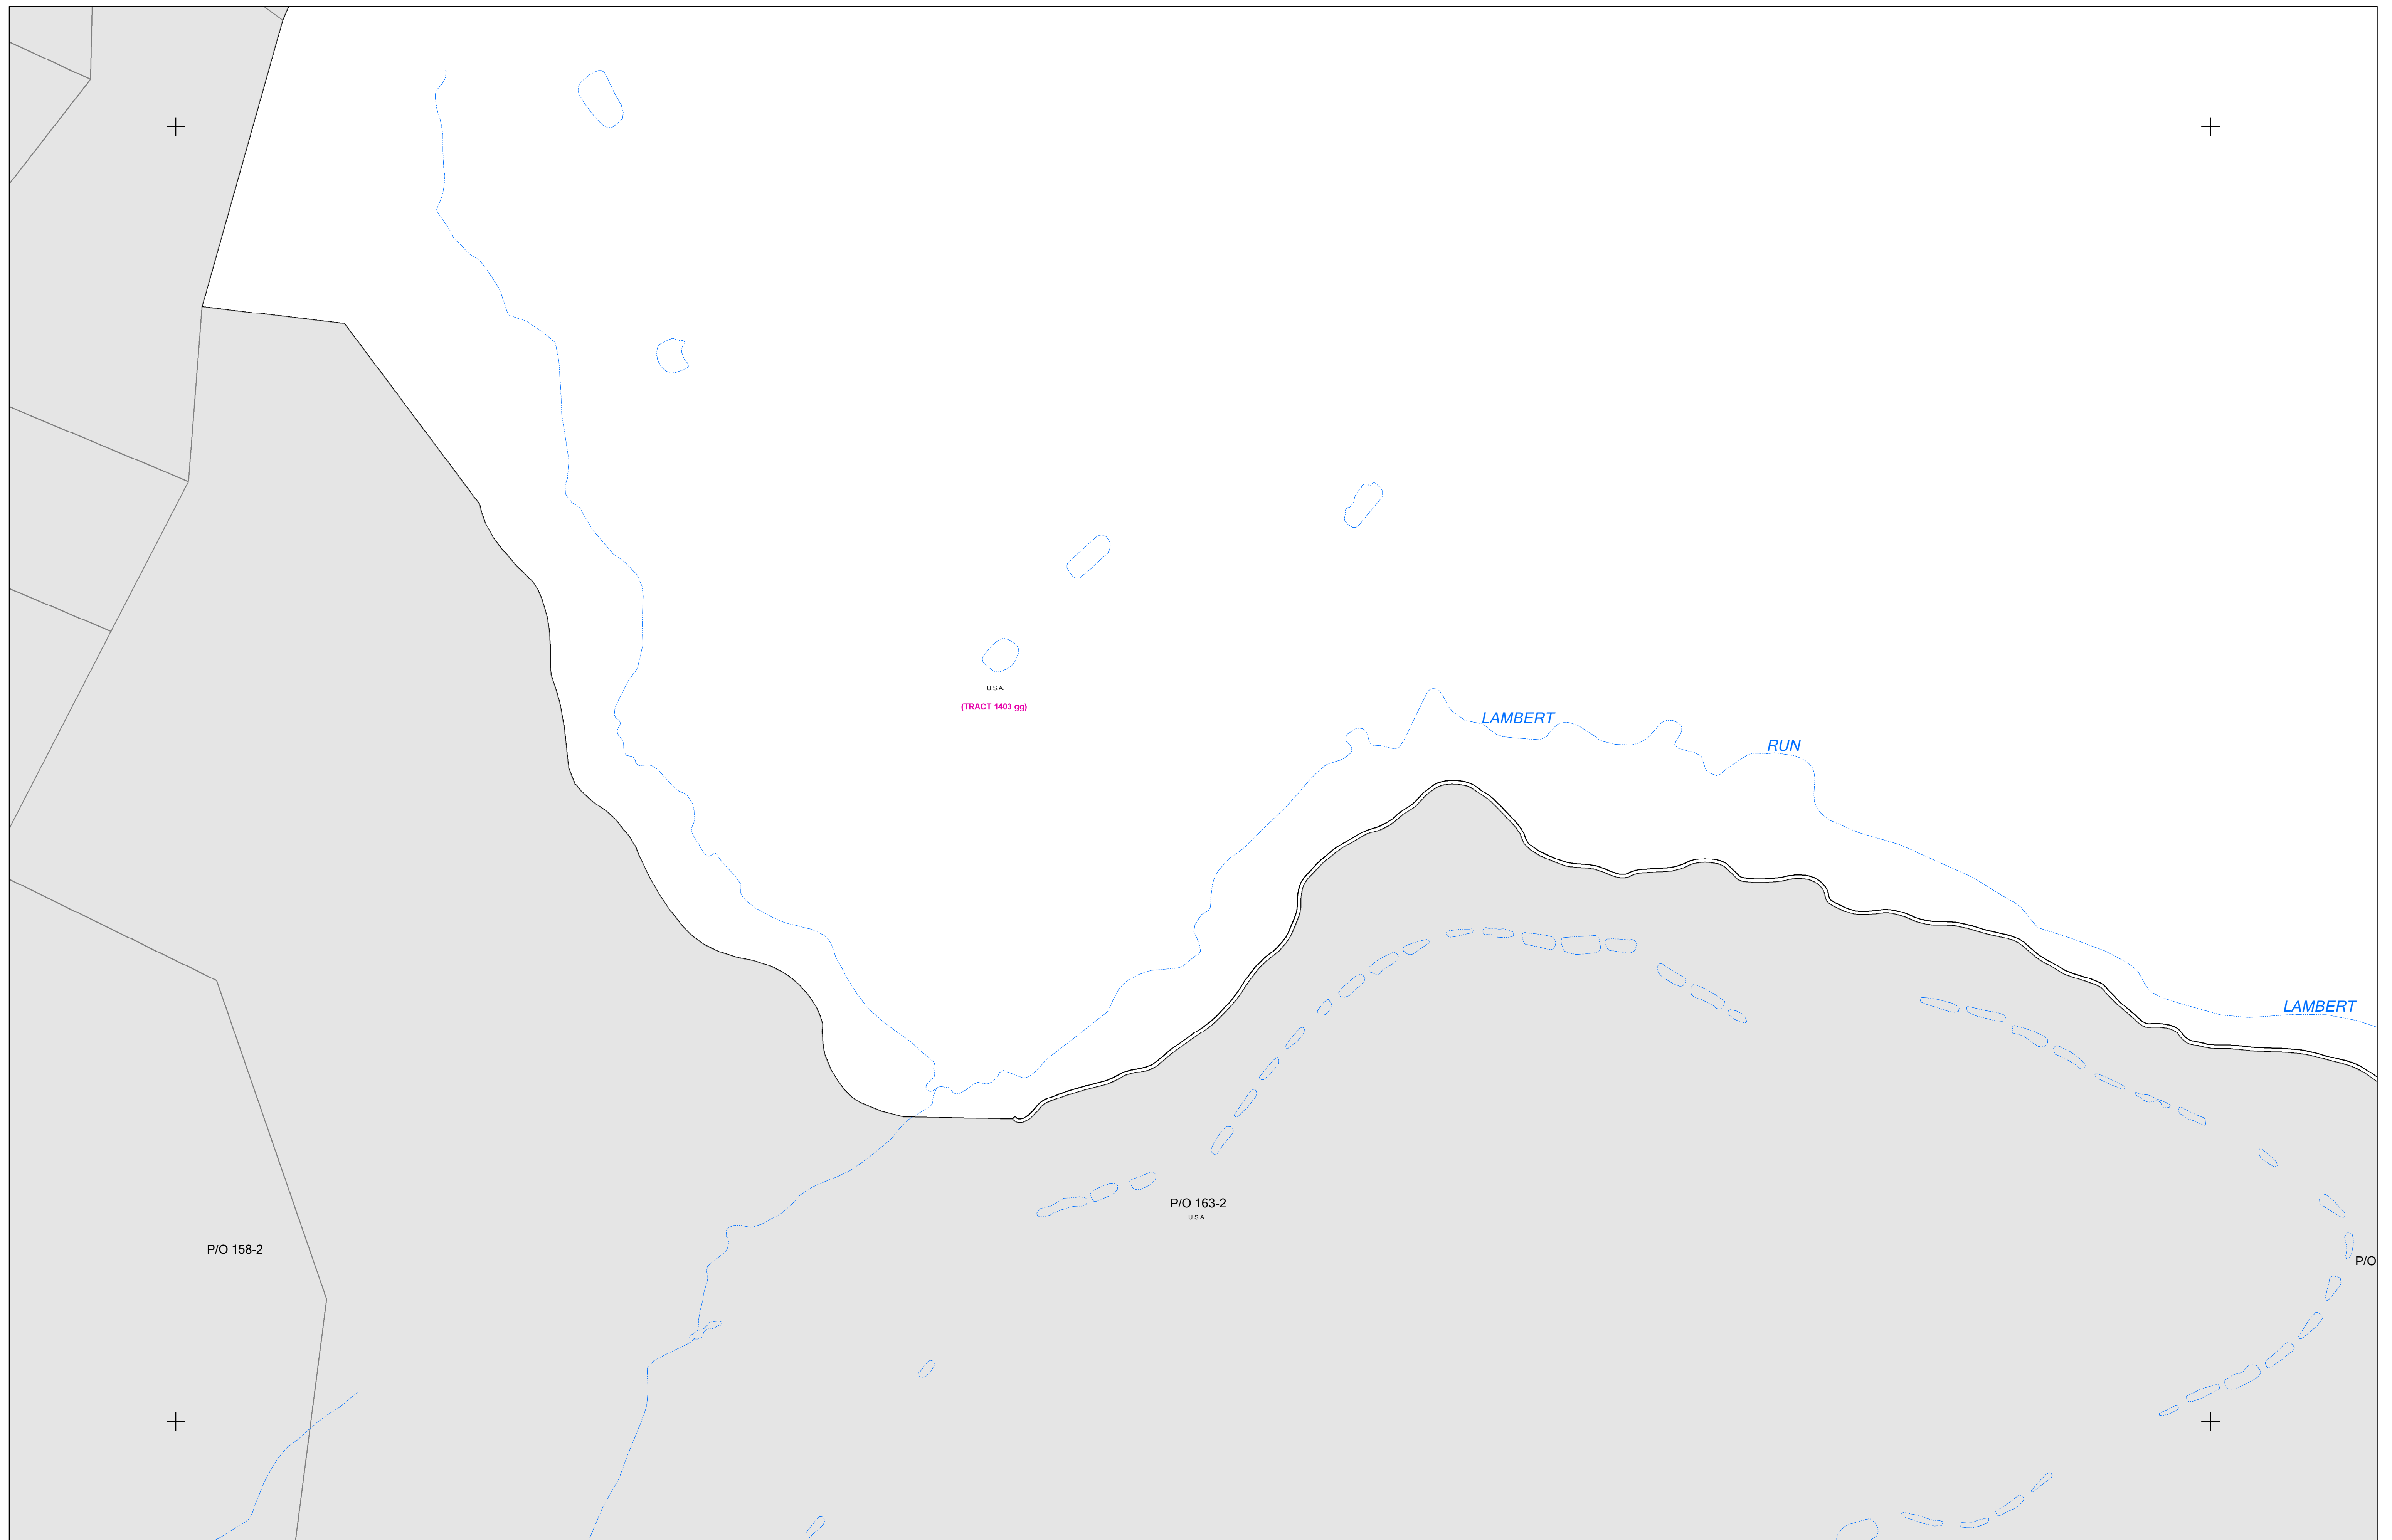 U.S.A.
(TRACT 1403 gg)
LAMBERT
RUN
LAMBERT
P/O 163-2
U.S.A.
P/O 158-2
P/O